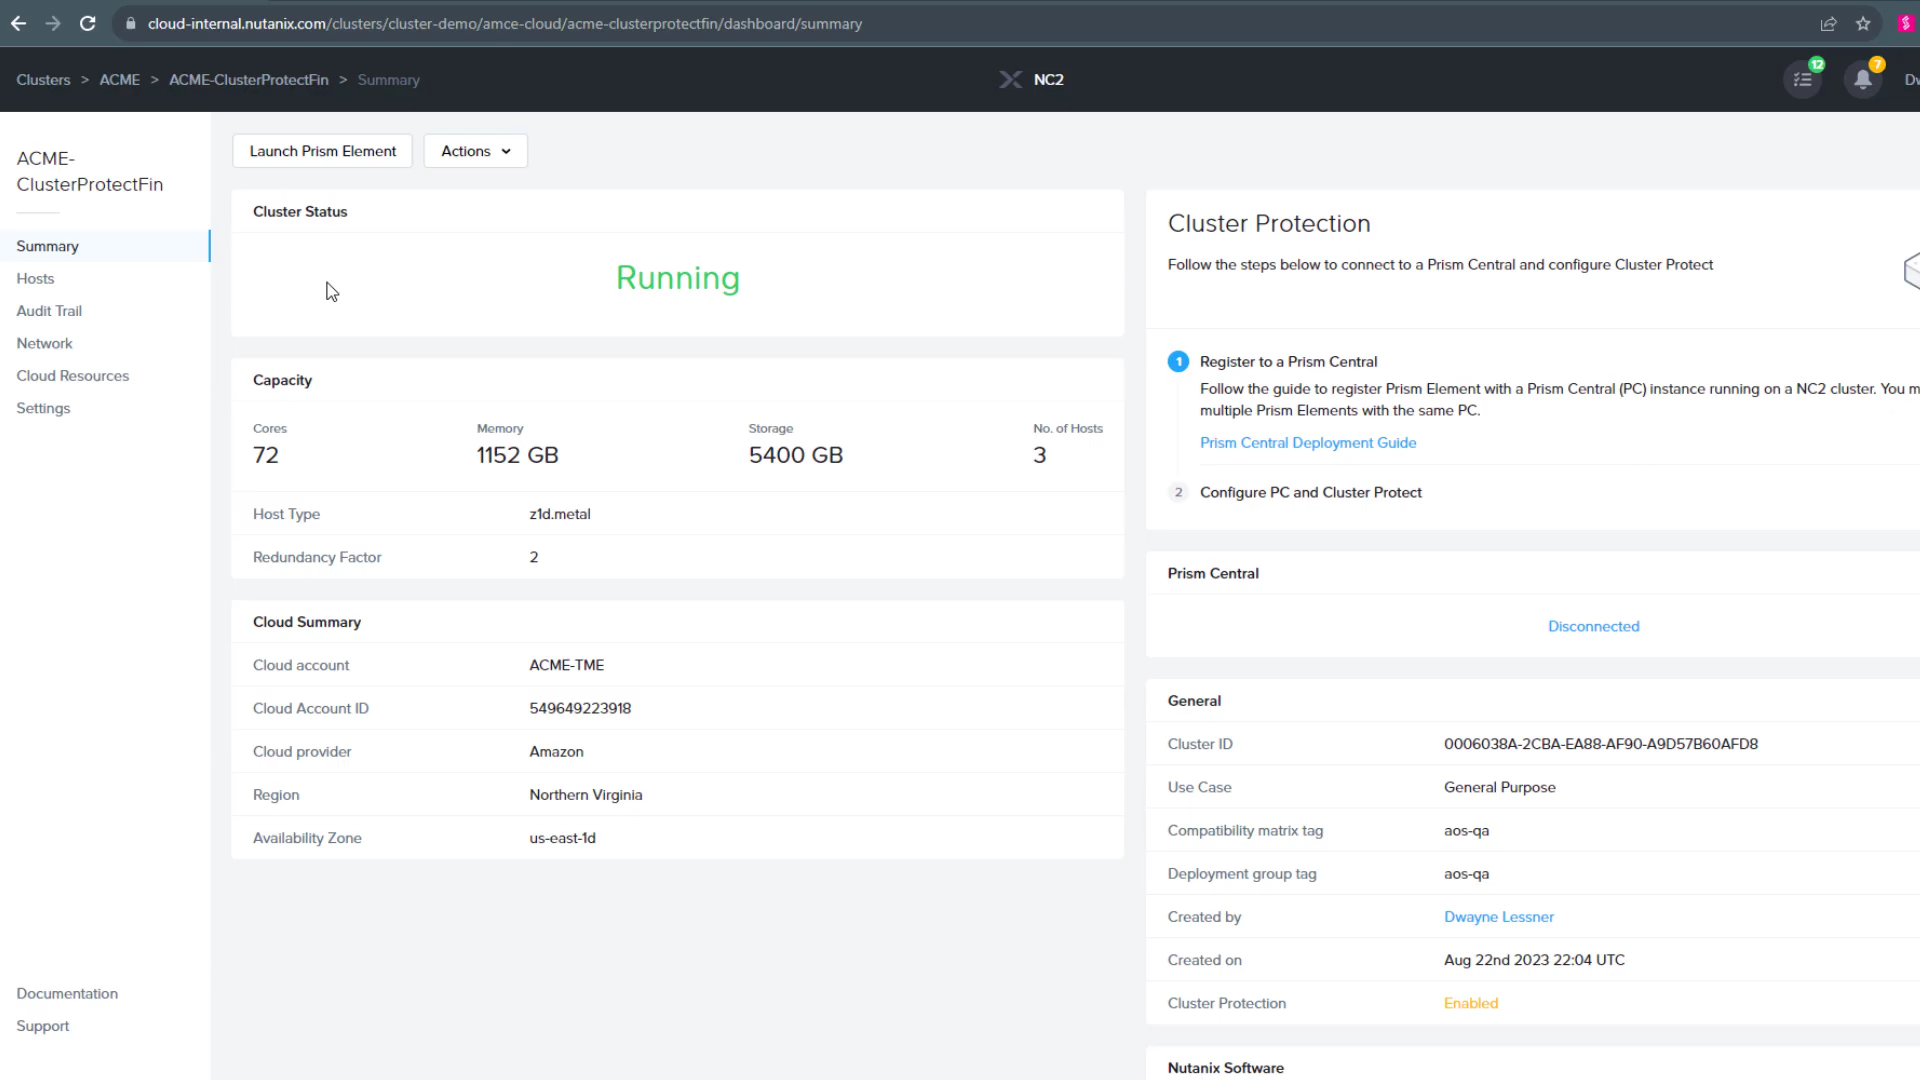 cloud-internal.nutanix.com/clusters/cluster-demo/amce-cloud/acme-clusterprotectfin/dashboard/summary
Clusters > ACME > ACME-ClusterProtectFin > Summary
NC2
12
7
ACME-
ClusterProtectFin
Summary
Hosts
Audit Trail
Network
Cloud Resources
Settings
Documentation
Support
Launch Prism Element
Actions
Cluster Status
Running
Capacity
Cores
Memory
Storage
No. of Hosts
72
1152 GB
5400 GB
3
Host Type z1d.metal
Redundancy Factor 2
Cloud Summary
Cloud account ACME-TME
Cloud Account ID 549649223918
Cloud provider Amazon
Region Northern Virginia
Availability Zone us-east-1d
Cluster Protection
Follow the steps below to connect to a Prism Central and configure Cluster Protect
1 Register to a Prism Central
Follow the guide to register Prism Element with a Prism Central (PC) instance running on a NC2 cluster. You m
multiple Prism Elements with the same PC.
Prism Central Deployment Guide
2 Configure PC and Cluster Protect
Prism Central
Disconnected
General
Cluster ID 0006038A-2CBA-EA88-AF90-A9D57B60AFD8
Use Case General Purpose
Compatibility matrix tag aos-qa
Deployment group tag aos-qa
Created by Dwayne Lessner
Created on Aug 22nd 2023 22:04 UTC
Cluster Protection Enabled
Nutanix Software